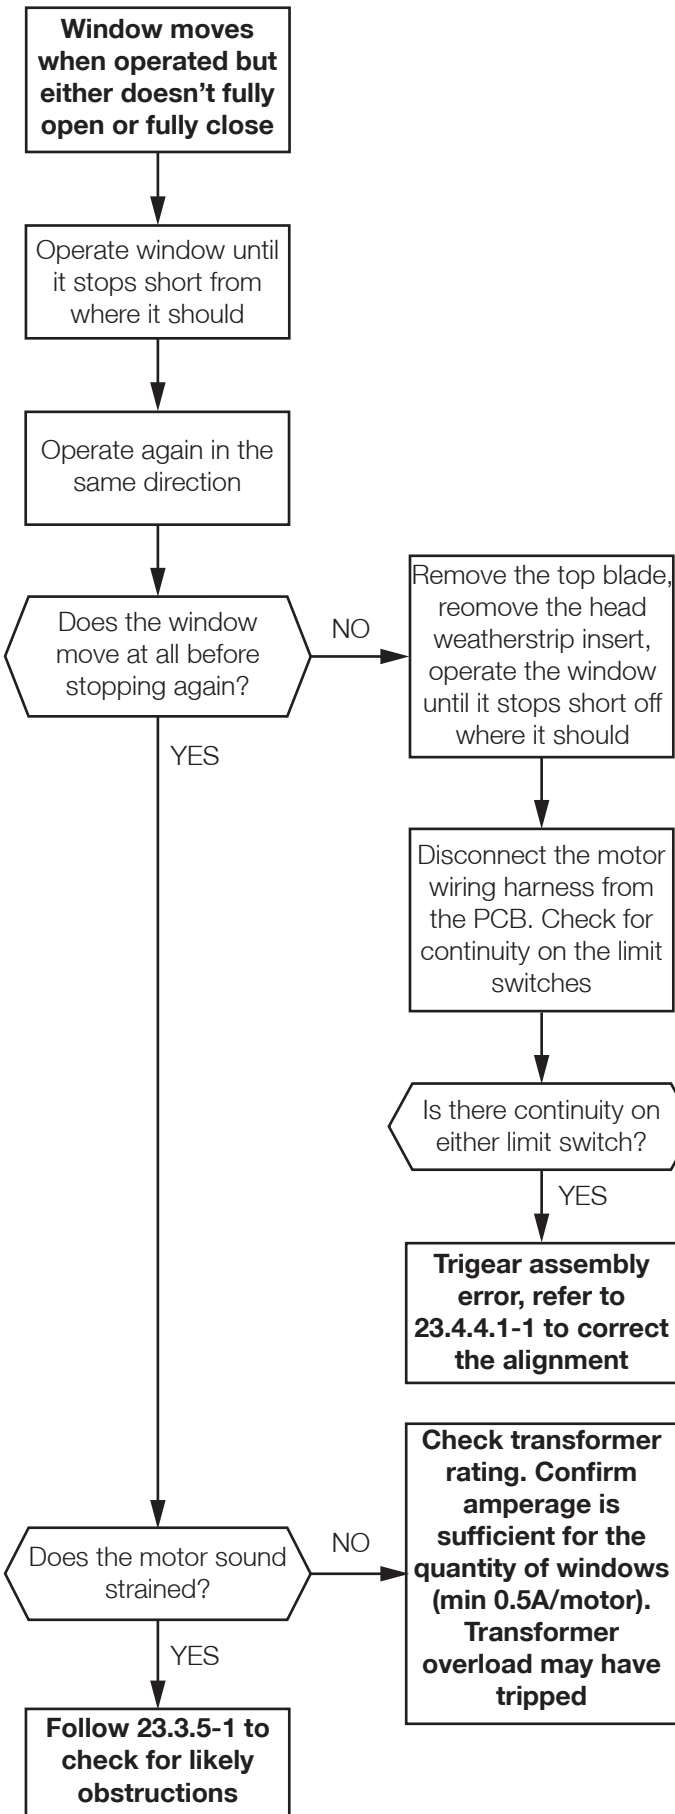 Window moves
when operated but
either doesn't fully
open or fully close
Operate window until
it stops short from
where it should
Operate again in the
same direction
Does the window
move at all before
stopping again?
NO
Remove the top blade,
reomove the head
weatherstrip insert,
operate the window
until it stops short off
where it should
YES
Disconnect the motor
wiring harness from
the PCB. Check for
continuity on the limit
switches
Is there continuity on
either limit switch?
YES
Trigear assembly
error, refer to
23.4.4.1-1 to correct
the alignment
Does the motor sound
strained?
NO
Check transformer
rating. Confirm
amperage is
sufficient for the
quantity of windows
(min 0.5A/motor).
Transformer
overload may have
tripped
YES
Follow 23.3.5-1 to
check for likely
obstructions